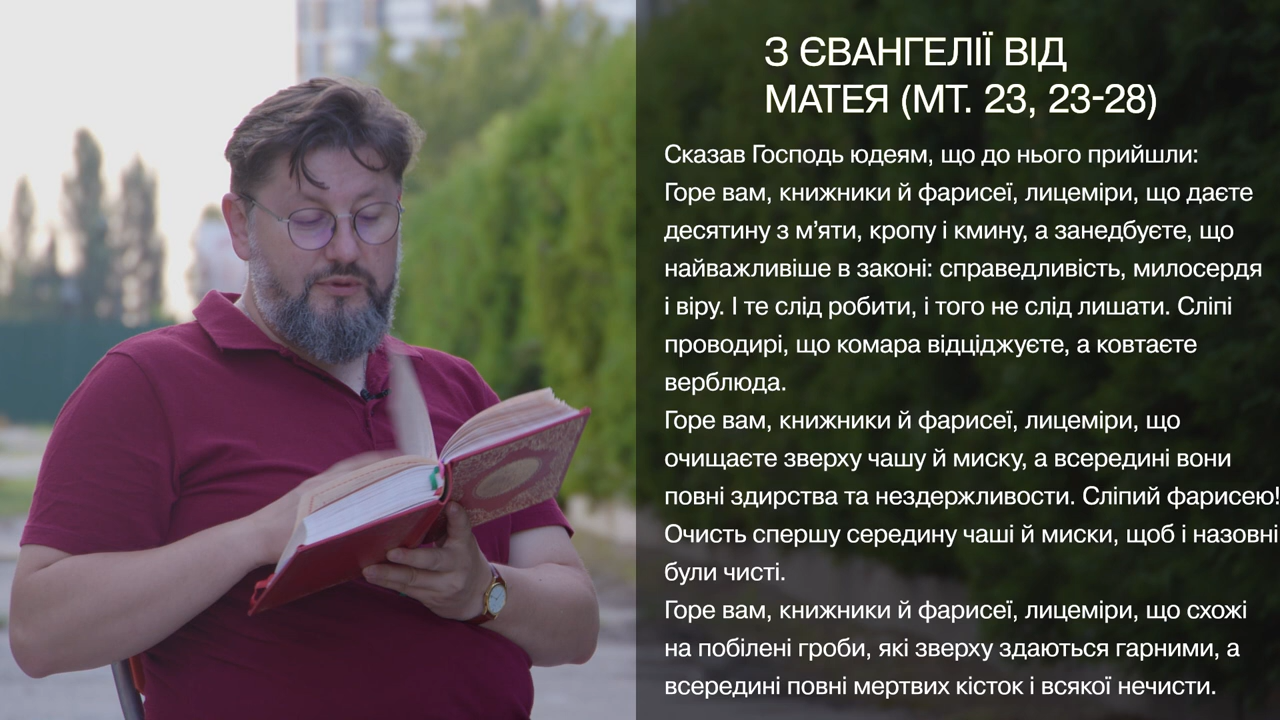 З ЄВАНГЕЛІЇ ВІД
МАТЕЯ (МТ. 23, 23-28)
Сказав Господь юдеям, що до нього прийшли:
Горе вам, книжники й фарисеї, лицеміри, що даєте
десятину з м’яти, кропу і кмину, а занедбуєте, що
найважливіше в законі: справедливість, милосердя
і віру. І те слід робити, і того не слід лишати. Сліпі
проводирі, що комара відціджуєте, а ковтаєте
верблюда.
Горе вам, книжники й фарисеї, лицеміри, що
очищаєте зверху чашу й миску, а всередині вони
повні здирства та нездержливости. Сліпий фарисею!
Очисть спершу середину чаші й миски, щоб і назовні
були чисті.
Горе вам, книжники й фарисеї, лицеміри, що схожі
на побілені гроби, які зверху здаються гарними, а
всередині повні мертвих кісток і всякої нечисти.